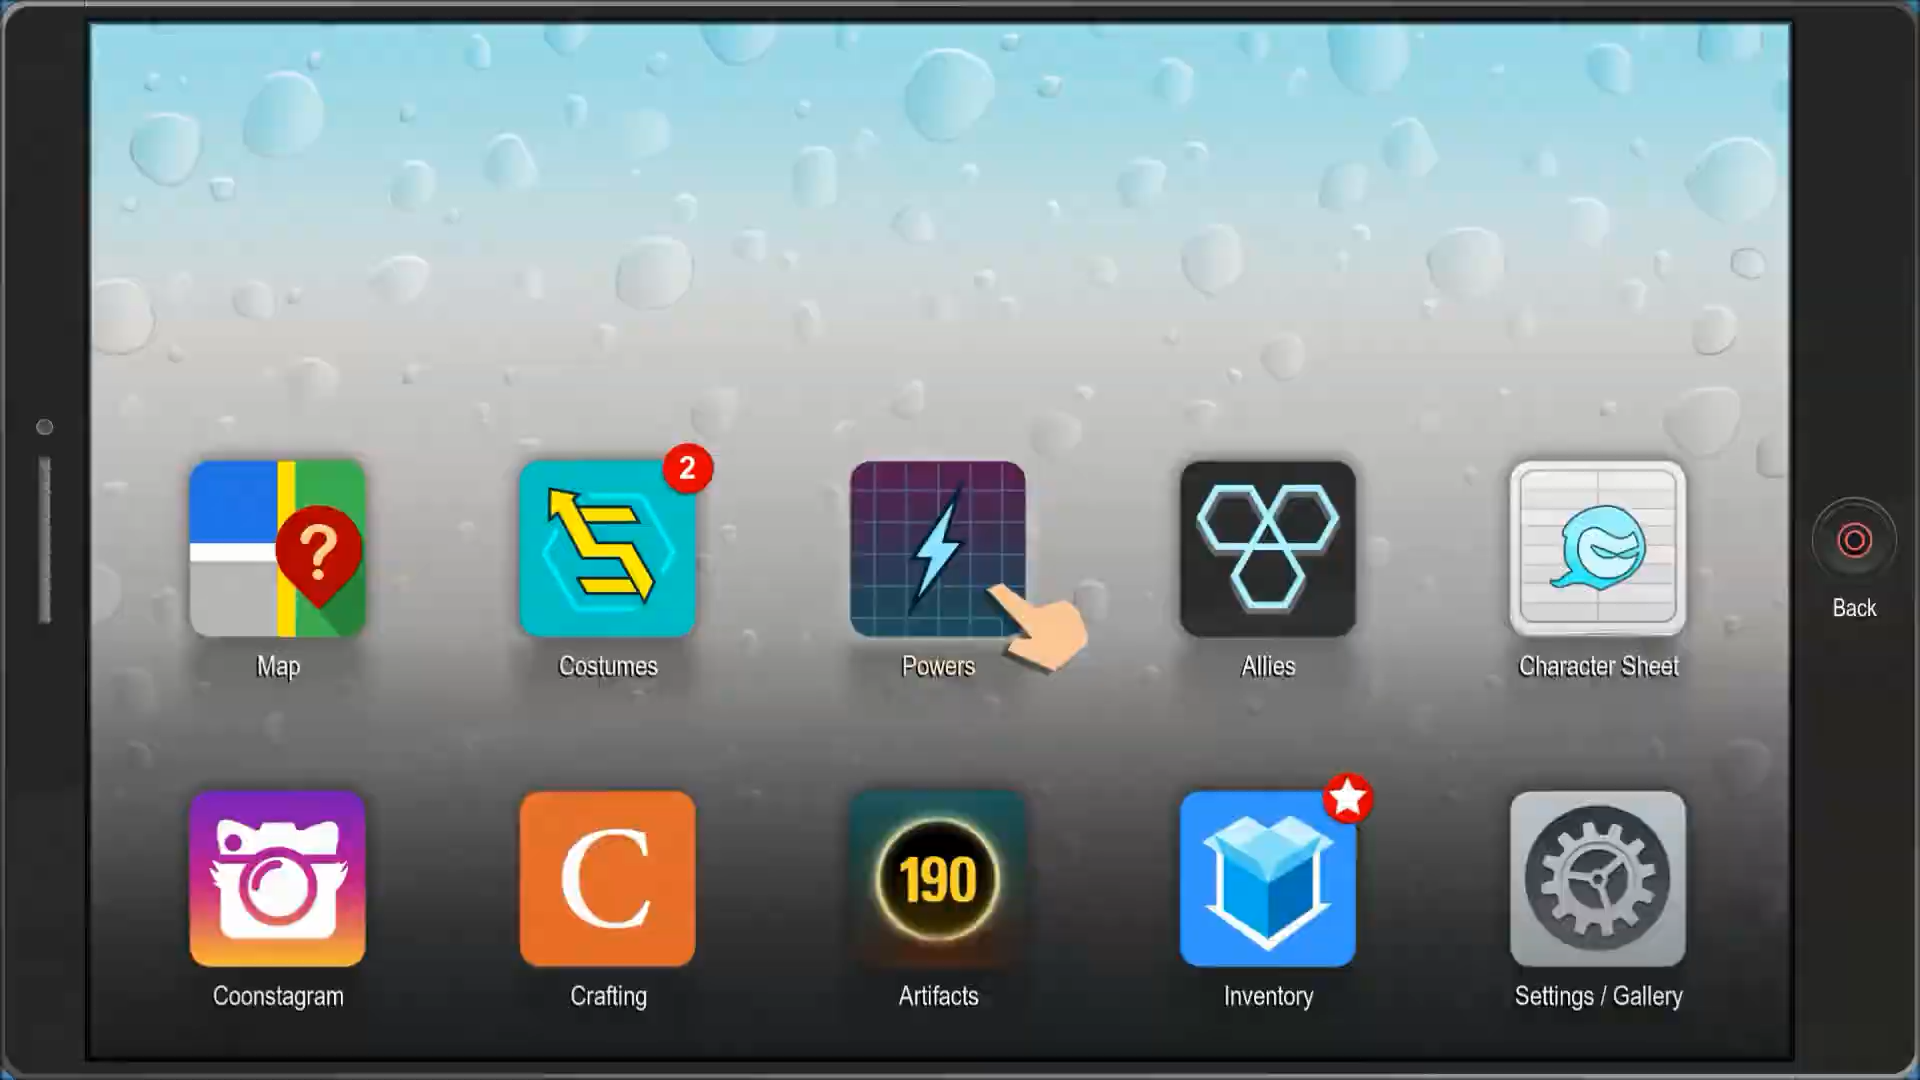 2
?
Map
Costumes
Powers
Allies
Character Sheet
Back
C
190
Coonstagram
Crafting
Artifacts
Inventory
Settings / Gallery